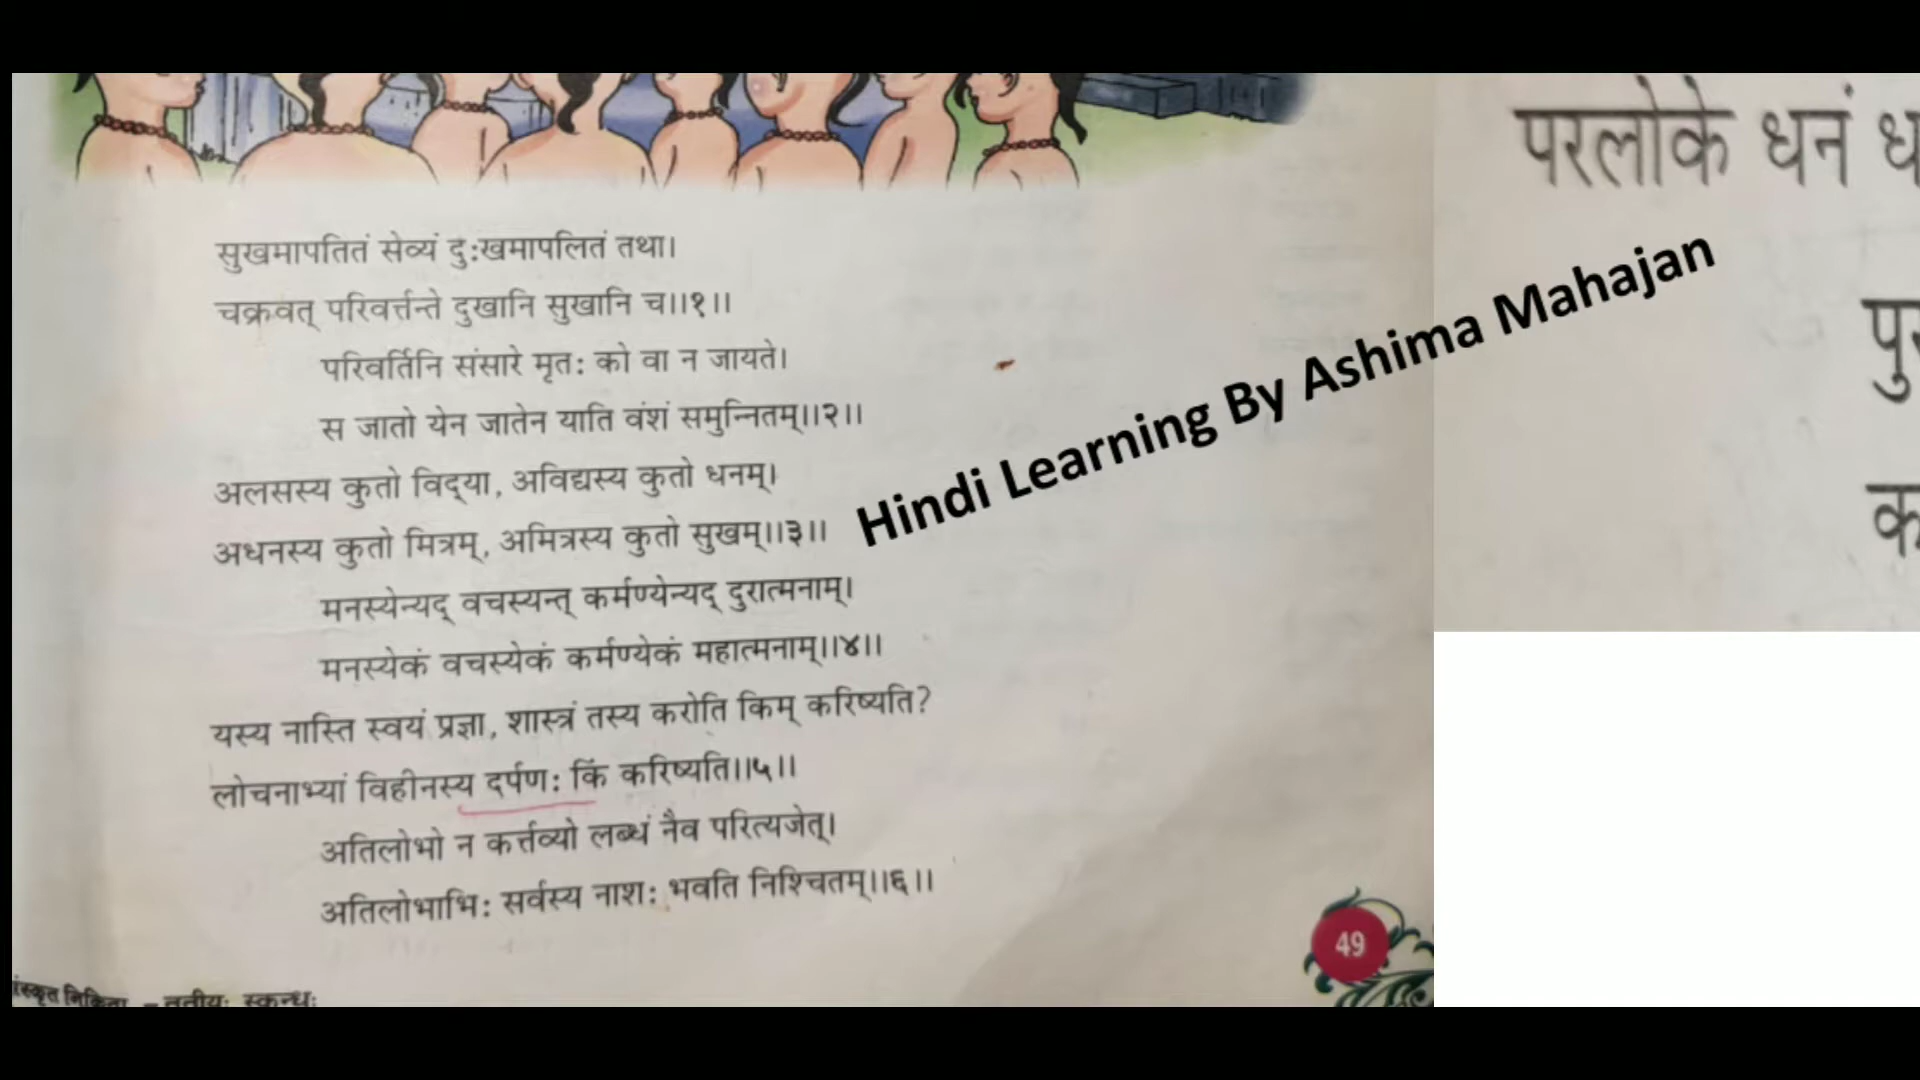 सुखमापतितं सेव्यं दुःखमापलितं तथा।
चक्रवत् परिवर्त्तन्ते दुखानि सुखानि च।।१।।
परिवर्तिनि संसारे मृतः को वा न जायते।
स जातो येन जातेन याति वंशं समुन्नितम्।।२।।
अलसस्य कुतो विद्‌या, अविद्यस्य कुतो धनम्।
अधनस्य कुतो मित्रम्, अमित्रस्य कुतो सुखम्।।३।।
मनस्येन्यद् वचस्यन्त् कर्मण्येन्यद् दुरात्मनाम्।
मनस्येकं वचस्येकं कर्मण्येकं महात्मनाम्।।४।।
यस्य नास्ति स्वयं प्रज्ञा, शास्त्रं तस्य करोति किम् करिष्यति?
लोचनाभ्यां विहीनस्य दर्पणः किं करिष्यति।।५।।
अतिलोभो न कर्त्तव्यो लब्धं नैव परित्यजेत्।
अतिलोभाभिः सर्वस्य नाशः भवति निश्चितम्।।६।।
49
तृतीयः स्कन्धः
Hindi Learning By Ashima Mahajan
परलोके धनं